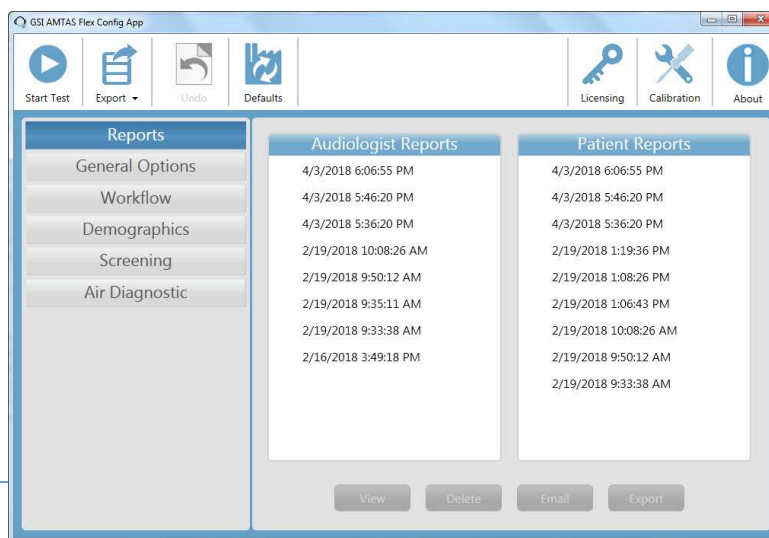 GSI AMTAS Flex Config App
Start Test
Export
Undo
Defaults
Licensing
Calibration
About
Reports
General Options
Workflow
Demographics
Screening
Air Diagnostic
Audiologist Reports
4/3/2018 6:06:55 PM
4/3/2018 5:46:20 PM
4/3/2018 5:36:20 PM
2/19/2018 10:08:26 AM
2/19/2018 9:50:12 AM
2/19/2018 9:35:11 AM
2/19/2018 9:33:38 AM
2/16/2018 3:49:18 PM
Patient Reports
4/3/2018 6:06:55 PM
4/3/2018 5:46:20 PM
4/3/2018 5:36:20 PM
2/19/2018 1:19:36 PM
2/19/2018 1:08:26 PM
2/19/2018 1:06:43 PM
2/19/2018 10:08:26 AM
2/19/2018 9:50:12 AM
2/19/2018 9:33:38 AM
View
Delete
Email
Export